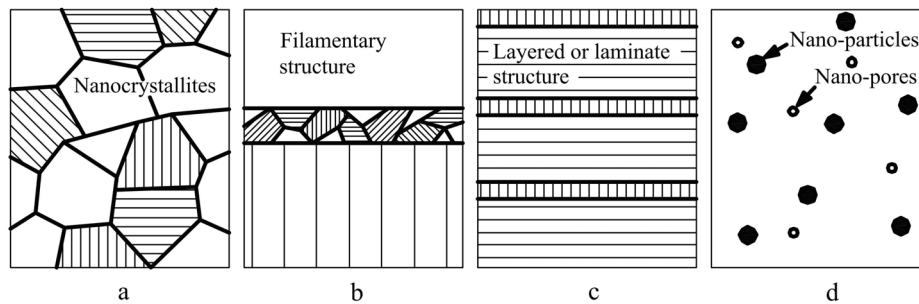 Nanocrystallites
Filamentary
structure
Layered or laminate
structure
Nano-particles
Nano-pores
a
b
c
d